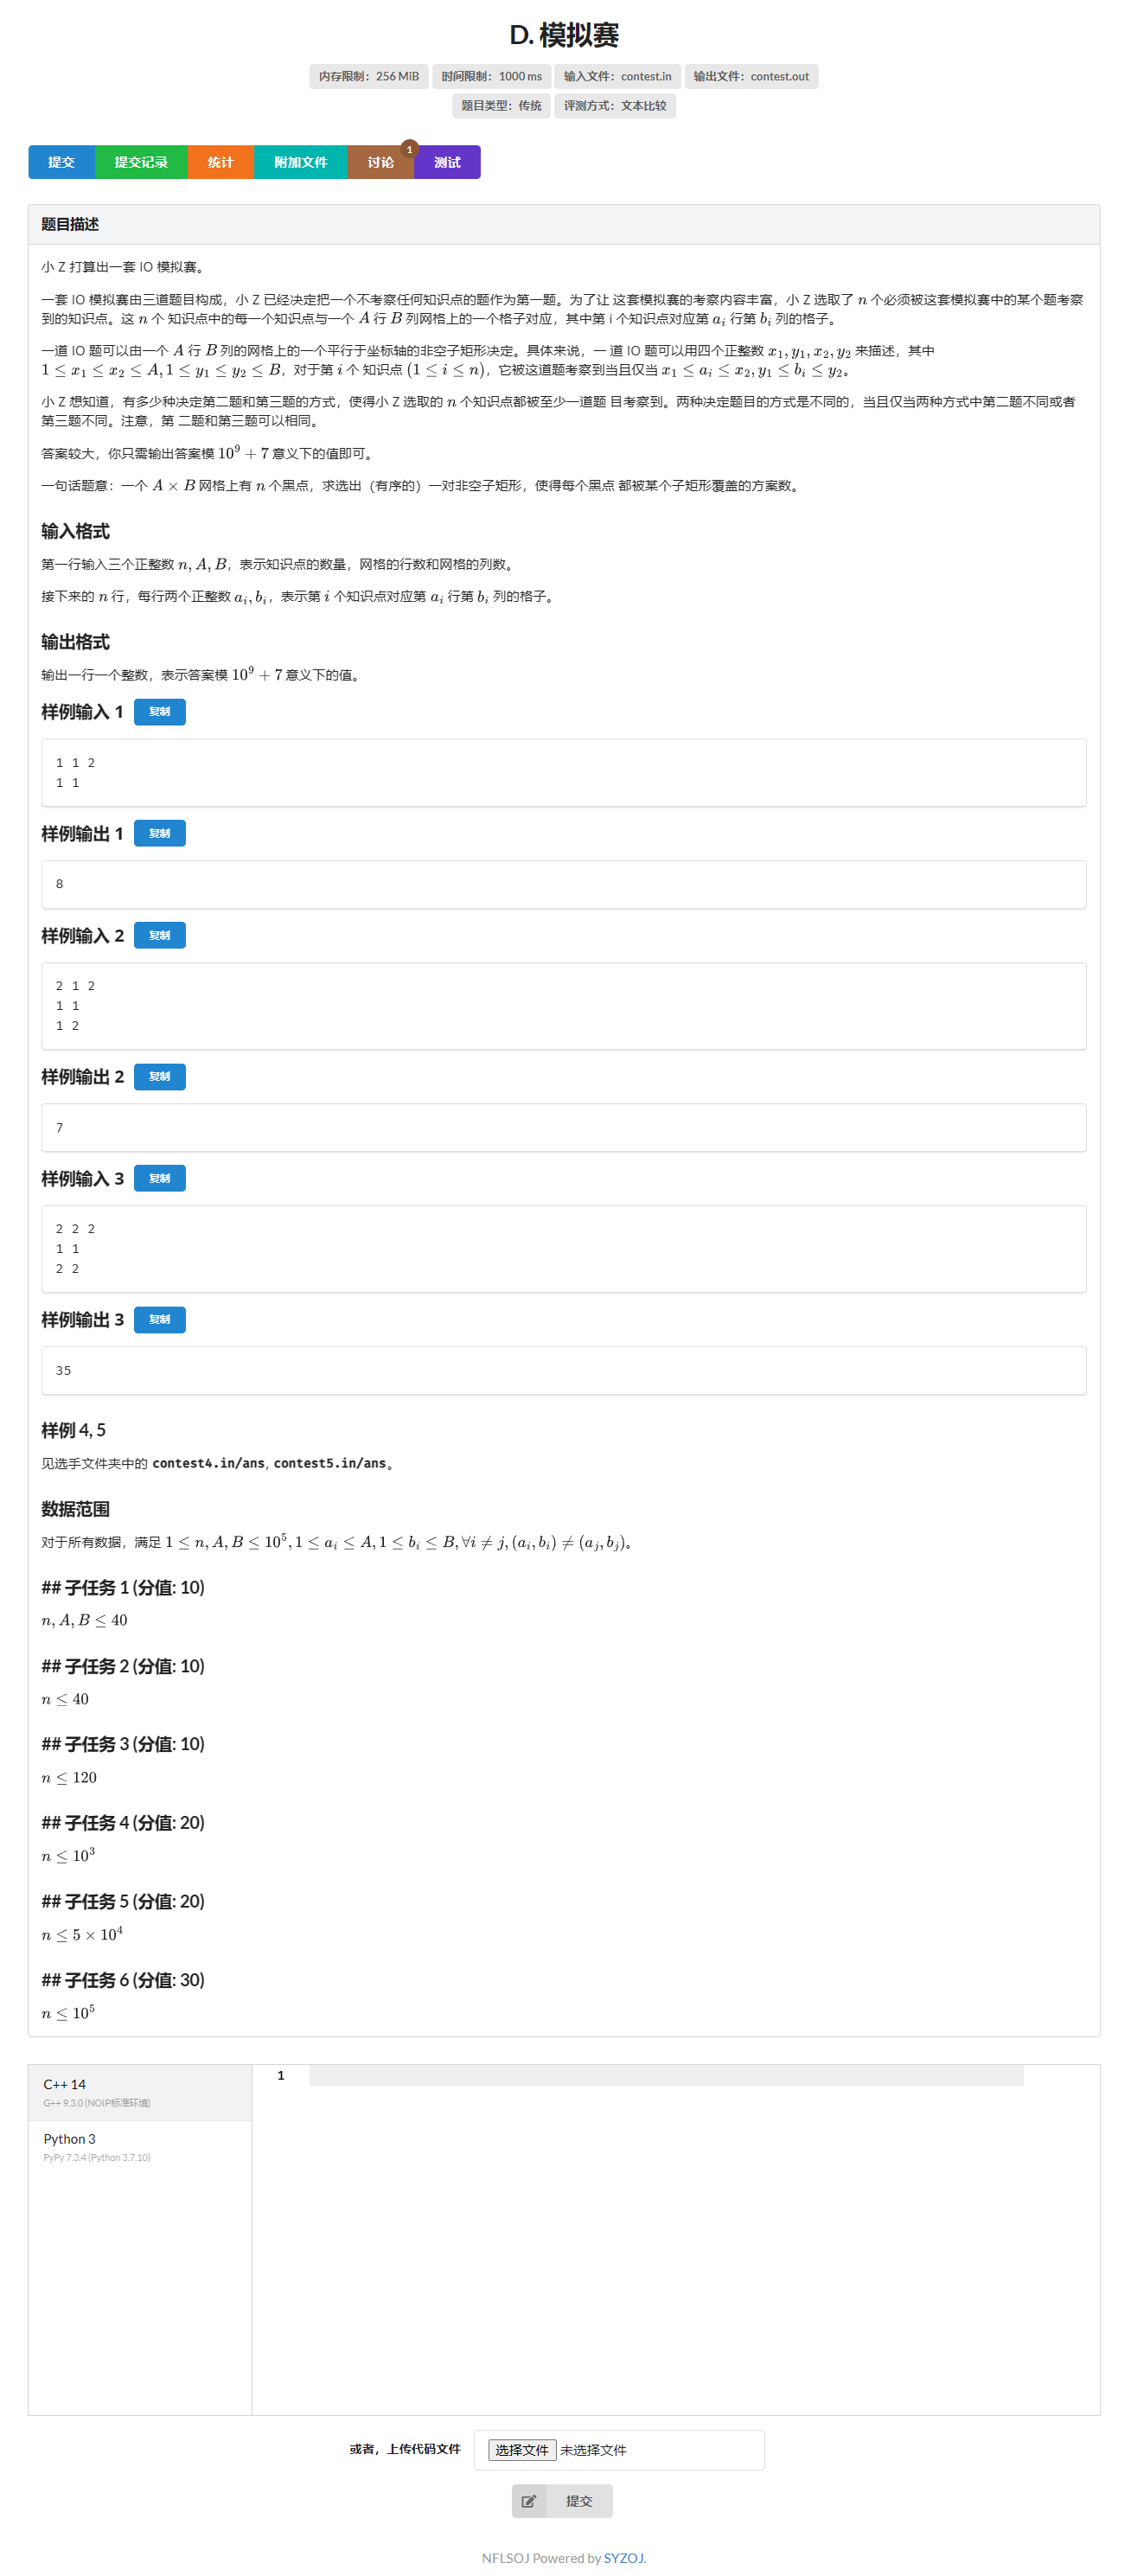 D. 模拟赛
内存限制：256 MiB 时间限制：1000 ms 输入文件：contest.in 输出文件：contest.out
题目类型：传统 评测方式：文本比较
提交 提交记录 统计 附加文件 讨论 1 测试
题目描述
小 Z 打算出一套 IO 模拟赛。
一套 IO 模拟赛由三道题目构成，小 Z 已经决定把一个不考察任何知识点的题作为第一题。为了让 这套模拟赛的考察内容丰富，小 Z 选取了 n 个必须被这套模拟赛中的某个题考察
到的知识点。这 n 个 知识点中的每一个知识点与一个 A 行 B 列网格上的一个格子对应，其中第 i 个知识点对应第 a_i 行第 b_i 列的格子。
一道 IO 题可以由一个 A 行 B 列的网格上的一个平行于坐标轴的非空子矩形决定。具体来说，一 道 IO 题可以用四个正整数 x_1, y_1, x_2, y_2 来描述，其中
1 ≤ x_1 ≤ x_2 ≤ A, 1 ≤ y_1 ≤ y_2 ≤ B，对于第 i 个 知识点 (1 ≤ i ≤ n)，它被这道题考察到当且仅当 x_1 ≤ a_i ≤ x_2, y_1 ≤ b_i ≤ y_2。
小 Z 想知道，有多少种决定第二题和第三题的方式，使得小 Z 选取的 n 个知识点都被至少一道题 目考察到。两种决定题目的方式是不同的，当且仅当两种方式中第二题不同或者
第三题不同。注意，第 二题和第三题可以相同。
答案较大，你只需输出答案模 10^9 + 7 意义下的值即可。
一句话题意：一个 A × B 网格上有 n 个黑点，求选出（有序的）一对非空子矩形，使得每个黑点 都被某个子矩形覆盖的方案数。
输入格式
第一行输入三个正整数 n, A, B，表示知识点的数量，网格的行数和网格的列数。
接下来的 n 行，每行两个正整数 a_i, b_i，表示第 i 个知识点对应第 a_i 行第 b_i 列的格子。
输出格式
输出一行一个整数，表示答案模 10^9 + 7 意义下的值。
样例输入 1 复制
1 1 2
1 1
样例输出 1 复制
8
样例输入 2 复制
2 1 2
1 1
1 2
样例输出 2 复制
7
样例输入 3 复制
2 2 2
1 1
2 2
样例输出 3 复制
35
样例 4, 5
见选手文件夹中的 contest4.in/ans, contest5.in/ans。
数据范围
对于所有数据，满足 1 ≤ n, A, B ≤ 10^5, 1 ≤ a_i ≤ A, 1 ≤ b_i ≤ B, ∀i ≠ j, (a_i, b_i) ≠ (a_j, b_j)。
## 子任务 1 (分值: 10)
n, A, B ≤ 40
## 子任务 2 (分值: 10)
n ≤ 40
## 子任务 3 (分值: 10)
n ≤ 120
## 子任务 4 (分值: 20)
n ≤ 10^3
## 子任务 5 (分值: 20)
n ≤ 5 × 10^4
## 子任务 6 (分值: 30)
n ≤ 10^5
C++ 14 1
G++ 9.3.0 (NOIP标准环境)
Python 3
PyPy 7.3.4 (Python 3.7.10)
或者，上传代码文件 选择文件 未选择文件
提交
NFLSOJ Powered by SYZOJ.